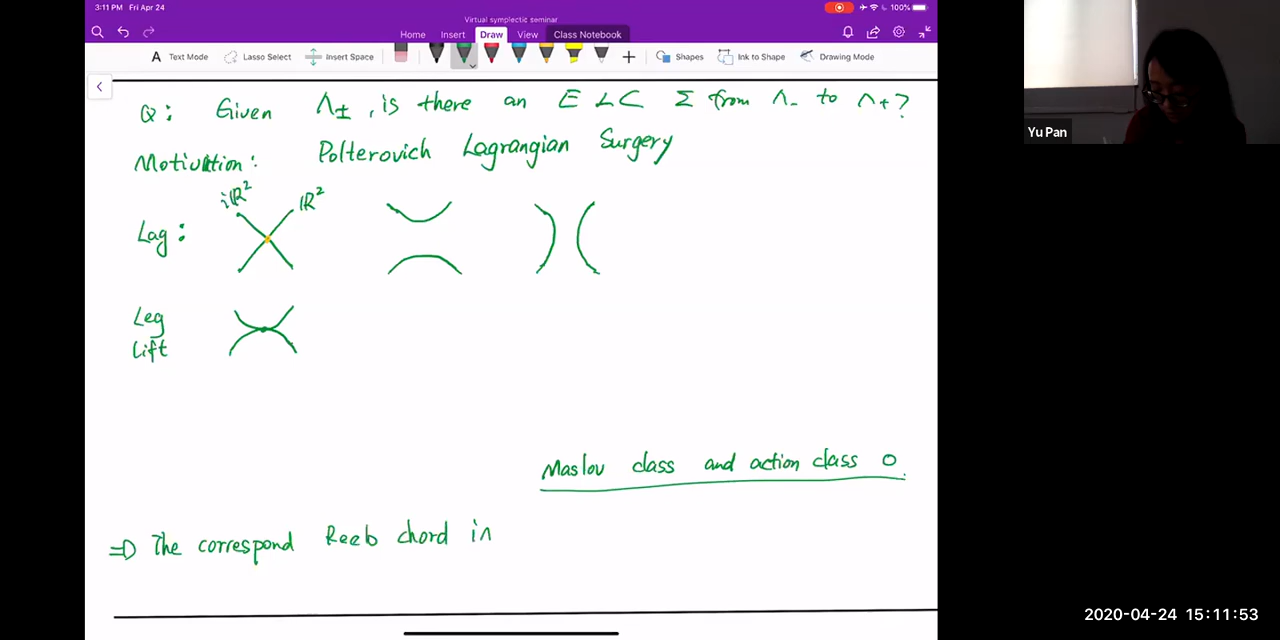 3:11 PM Fri Apr 24
100%
Virtual symplectic seminar
Home Insert Draw View Class Notebook
Text Mode Lasso Select Insert Space Shapes Ink to Shape Drawing Mode
Q: Given Λ± , is there an ELC Σ from Λ- to Λ+?
Motivation: Polterovich Lagrangian Surgery
iℝ² ℝ²
Lag:
Leg
lift
Maslov class and action class 0.
⇒ The correspond Reeb chord in
Yu Pan
2020-04-24 15:11:53